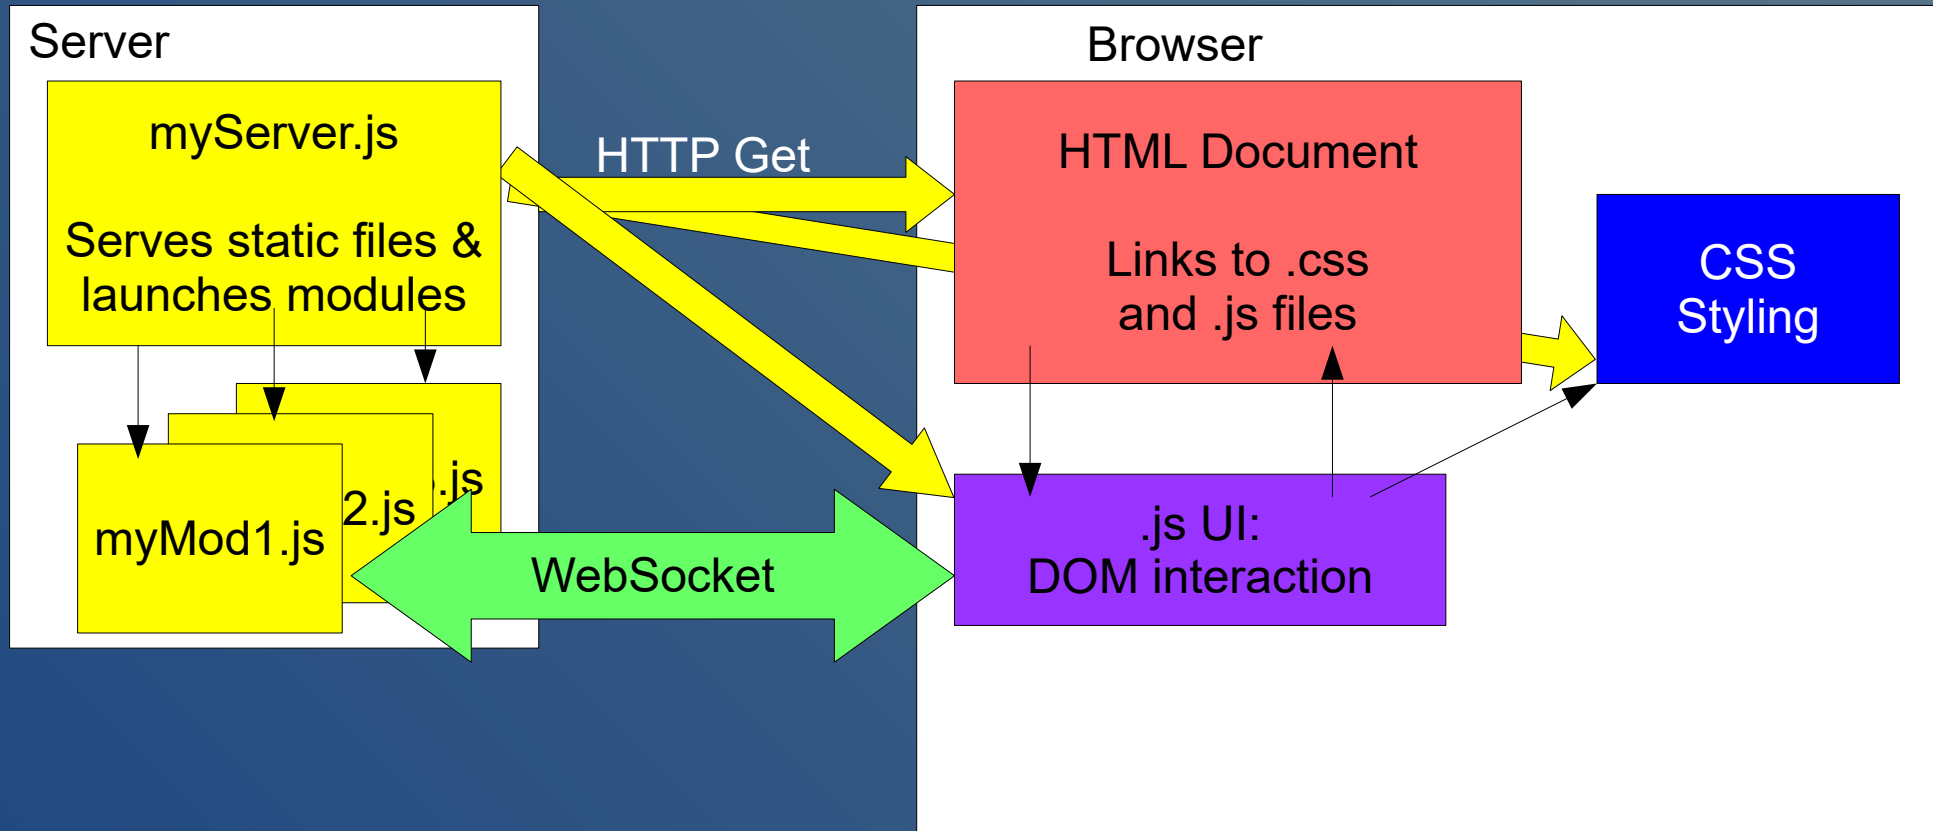 Server
Browser
myServer.js
Serves static files &
launches modules
HTTP Get
HTML Document
Links to .css
and .js files
CSS
Styling
myMod1.js
2.js
.js
WebSocket
.js UI:
DOM interaction